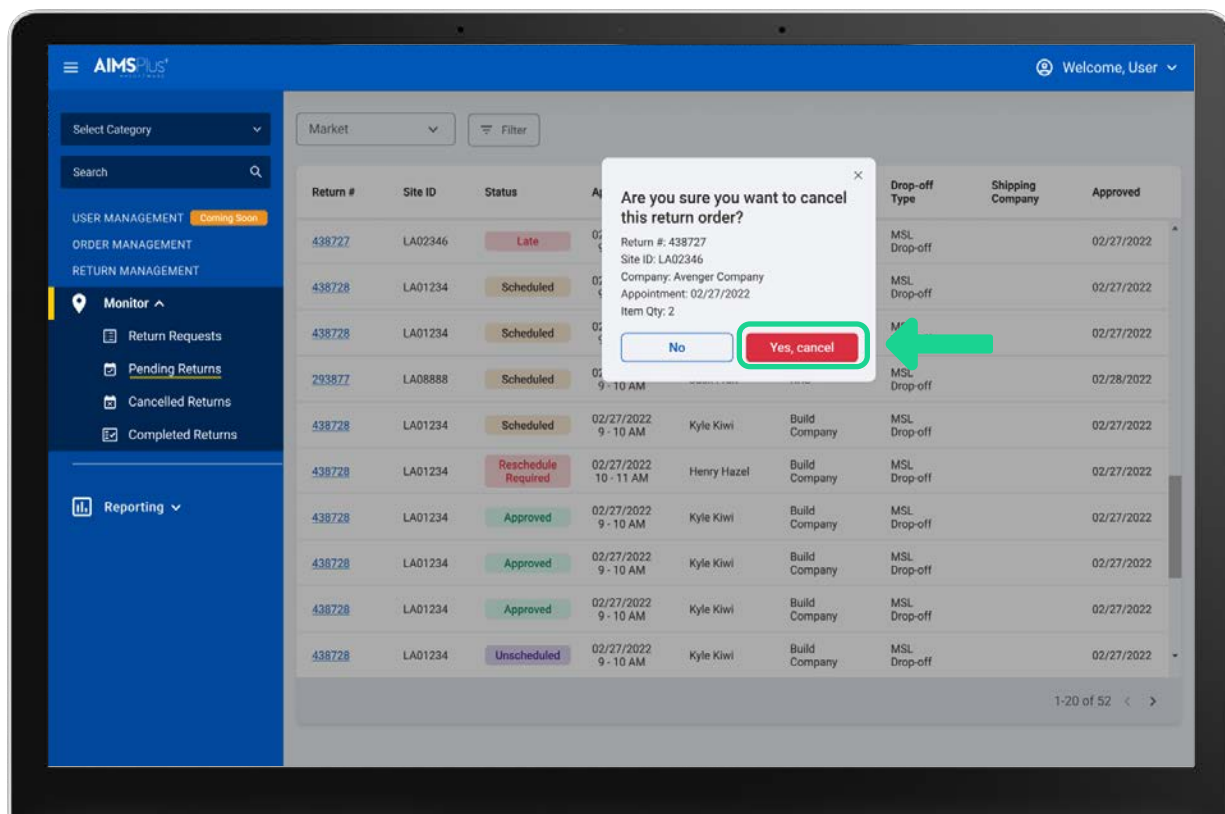 AIMSPlus+
Welcome, User
Select Category
Search
USER MANAGEMENT Coming Soon
ORDER MANAGEMENT
RETURN MANAGEMENT
Monitor
Return Requests
Pending Returns
Cancelled Returns
Completed Returns
Reporting
Market
Filter
Return # Site ID Status Drop-off Type Shipping Company Approved
438727 LA02346 Late MSL Drop-off 02/27/2022
438728 LA01234 Scheduled MSL Drop-off 02/27/2022
438728 LA01234 Scheduled 02/27/2022
293877 LA08888 Scheduled 9 - 10 AM MSL Drop-off 02/28/2022
438728 LA01234 Scheduled 02/27/2022 9 - 10 AM Kyle Kiwi Build Company MSL Drop-off 02/27/2022
438728 LA01234 Reschedule Required 02/27/2022 10 - 11 AM Henry Hazel Build Company MSL Drop-off 02/27/2022
438728 LA01234 Approved 02/27/2022 9 - 10 AM Kyle Kiwi Build Company MSL Drop-off 02/27/2022
438728 LA01234 Approved 02/27/2022 9 - 10 AM Kyle Kiwi Build Company MSL Drop-off 02/27/2022
438728 LA01234 Approved 02/27/2022 9 - 10 AM Kyle Kiwi Build Company MSL Drop-off 02/27/2022
438728 LA01234 Unscheduled 02/27/2022 9 - 10 AM Kyle Kiwi Build Company MSL Drop-off 02/27/2022
1-20 of 52
Are you sure you want to cancel
this return order?
Return #: 438727
Site ID: LA02346
Company: Avenger Company
Appointment: 02/27/2022
Item Qty: 2
No
Yes, cancel